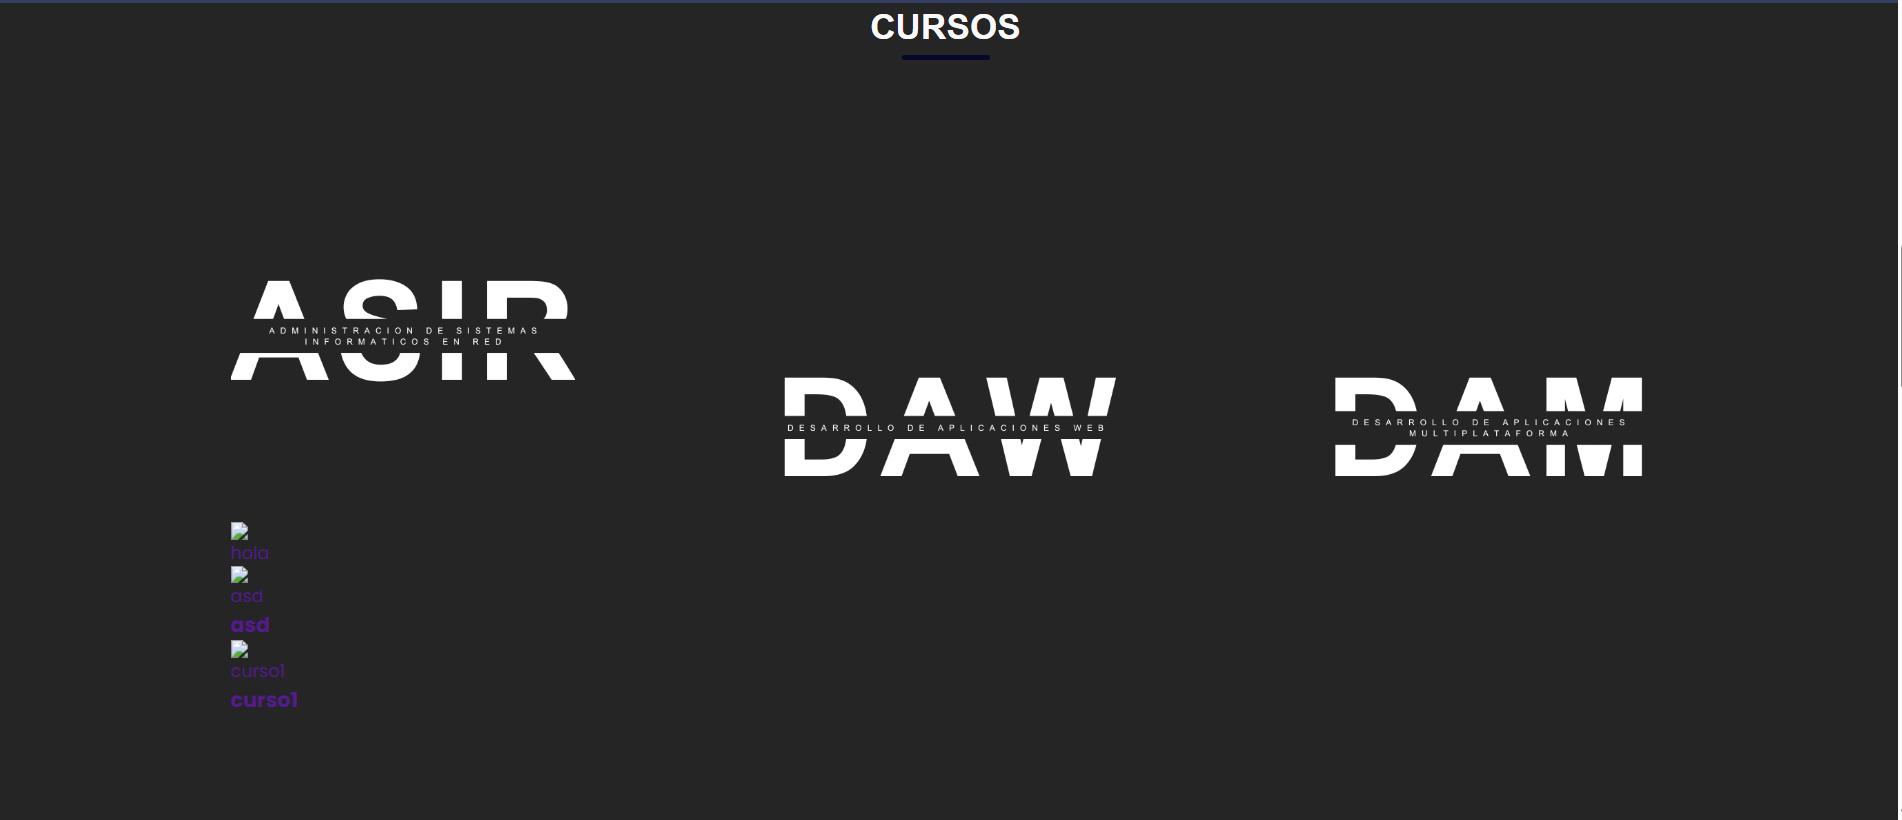 CURSOS
ASIR
ADMINISTRACION DE SISTEMAS
INFORMATICOS EN RED
DAW
DESARROLLO DE APLICACIONES WEB
DAM
DESARROLLO DE APLICACIONES
MULTIPLATAFORMA
hola
asd
asd
curso1
curso1